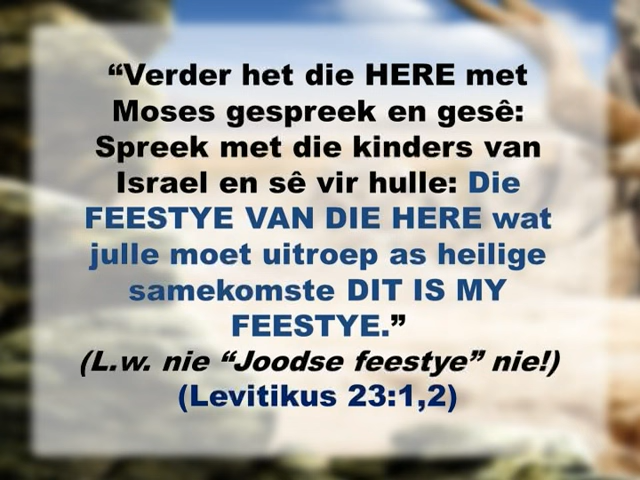 “Verder het die HERE met
Moses gespreek en gesê:
Spreek met die kinders van
Israel en sê vir hulle: Die
FEESTYE VAN DIE HERE wat
julle moet uitroep as heilige
samekomste DIT IS MY
FEESTYE.”
(L.w. nie “Joodse feestye” nie!)
(Levitikus 23:1,2)